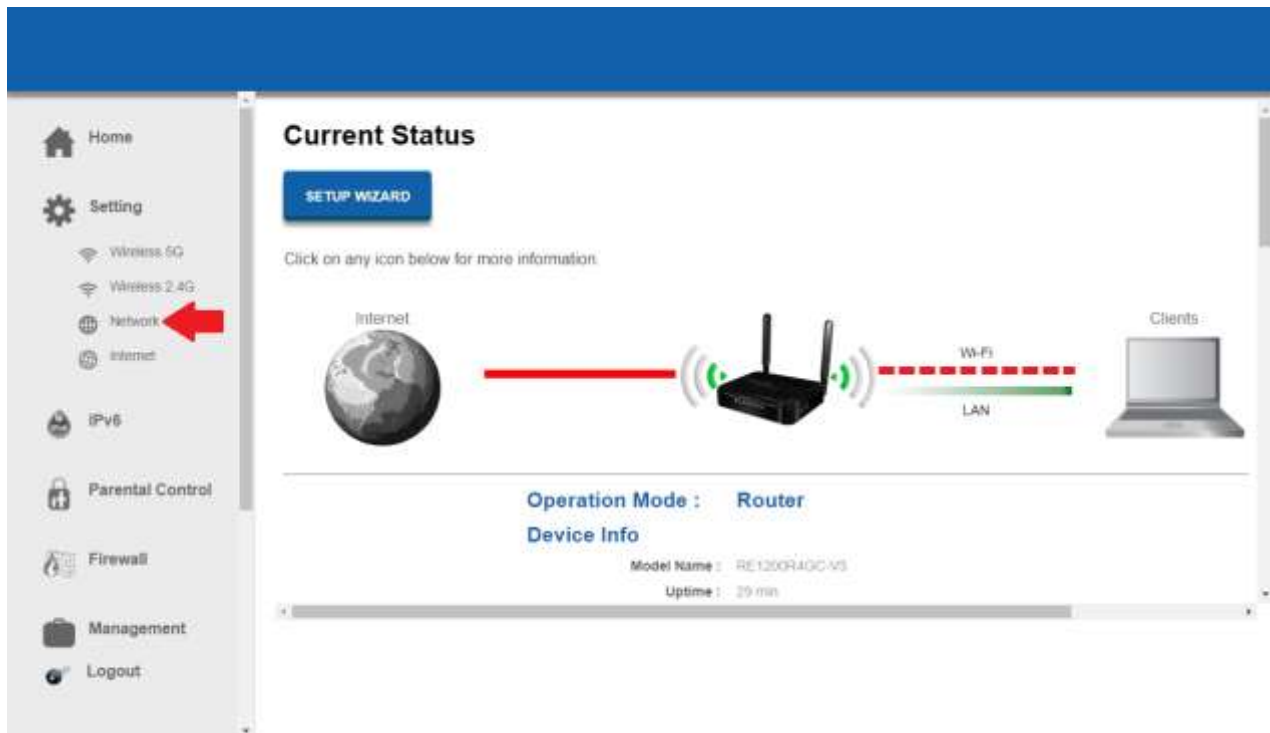 Home
Setting
Wireless 5G
Wireless 2.4G
Network
Internet
IPv6
Parental Control
Firewall
Management
Logout
Current Status
SETUP WIZARD
Click on any icon below for more information
Internet
Wi-Fi
LAN
Clients
Operation Mode : Router
Device Info
Model Name : RE1200R4GC-V5
Uptime : 29 min